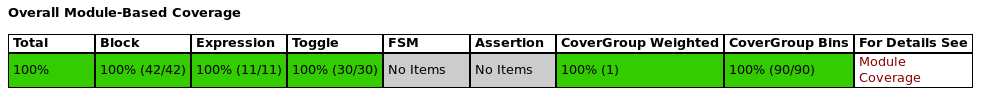 Overall Module-Based Coverage
Total Block Expression Toggle FSM Assertion CoverGroup Weighted CoverGroup Bins For Details See
100% 100% (42/42) 100% (11/11) 100% (30/30) No Items No Items 100% (1) 100% (90/90) Module
Coverage